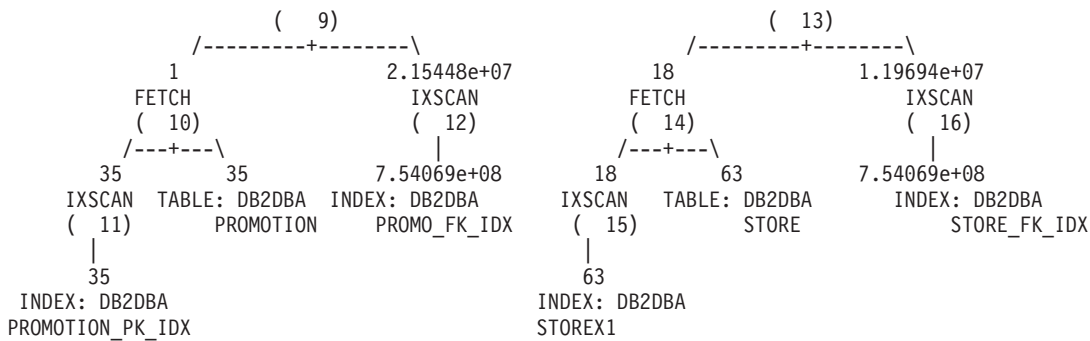 ( 9) ( 13)
/---------+--------\ /---------+--------\
1 2.15448e+07 18 1.19694e+07
FETCH IXSCAN FETCH IXSCAN
( 10) ( 12) ( 14) ( 16)
/---+---\ | /---+---\ |
35 35 7.54069e+08 18 63 7.54069e+08
IXSCAN TABLE: DB2DBA INDEX: DB2DBA IXSCAN TABLE: DB2DBA INDEX: DB2DBA
( 11) PROMOTION PROMO_FK_IDX ( 15) STORE STORE_FK_IDX
| |
35 63
INDEX: DB2DBA INDEX: DB2DBA
PROMOTION_PK_IDX STOREX1